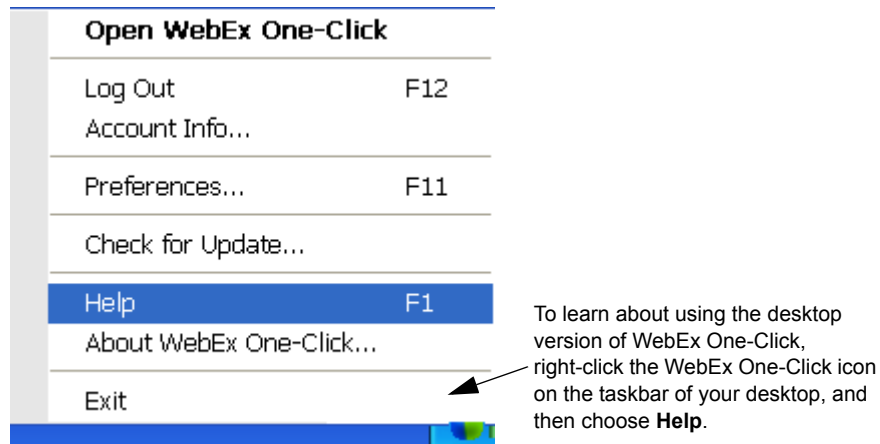 Open WebEx One-Click
Log Out F12
Account Info...
Preferences... F11
Check for Update...
Help F1
About WebEx One-Click...
Exit
To learn about using the desktop
version of WebEx One-Click,
right-click the WebEx One-Click icon
on the taskbar of your desktop, and
then choose Help.